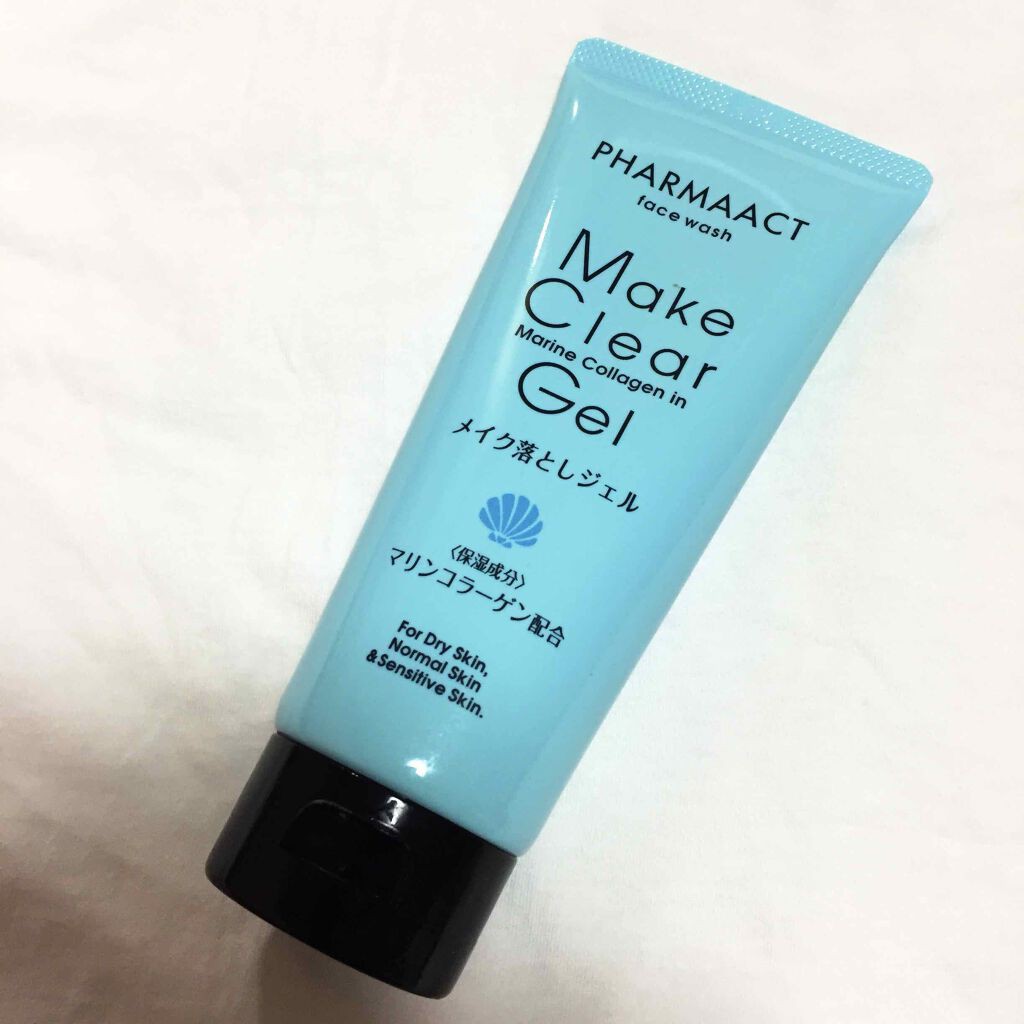 PHARMAACT
face wash
Make
Clear
Marine Collagen in
Gel
メイク落としジェル
〈保湿成分〉
マリンコラーゲン配合
For Dry Skin,
Normal Skin
&Sensitive Skin.